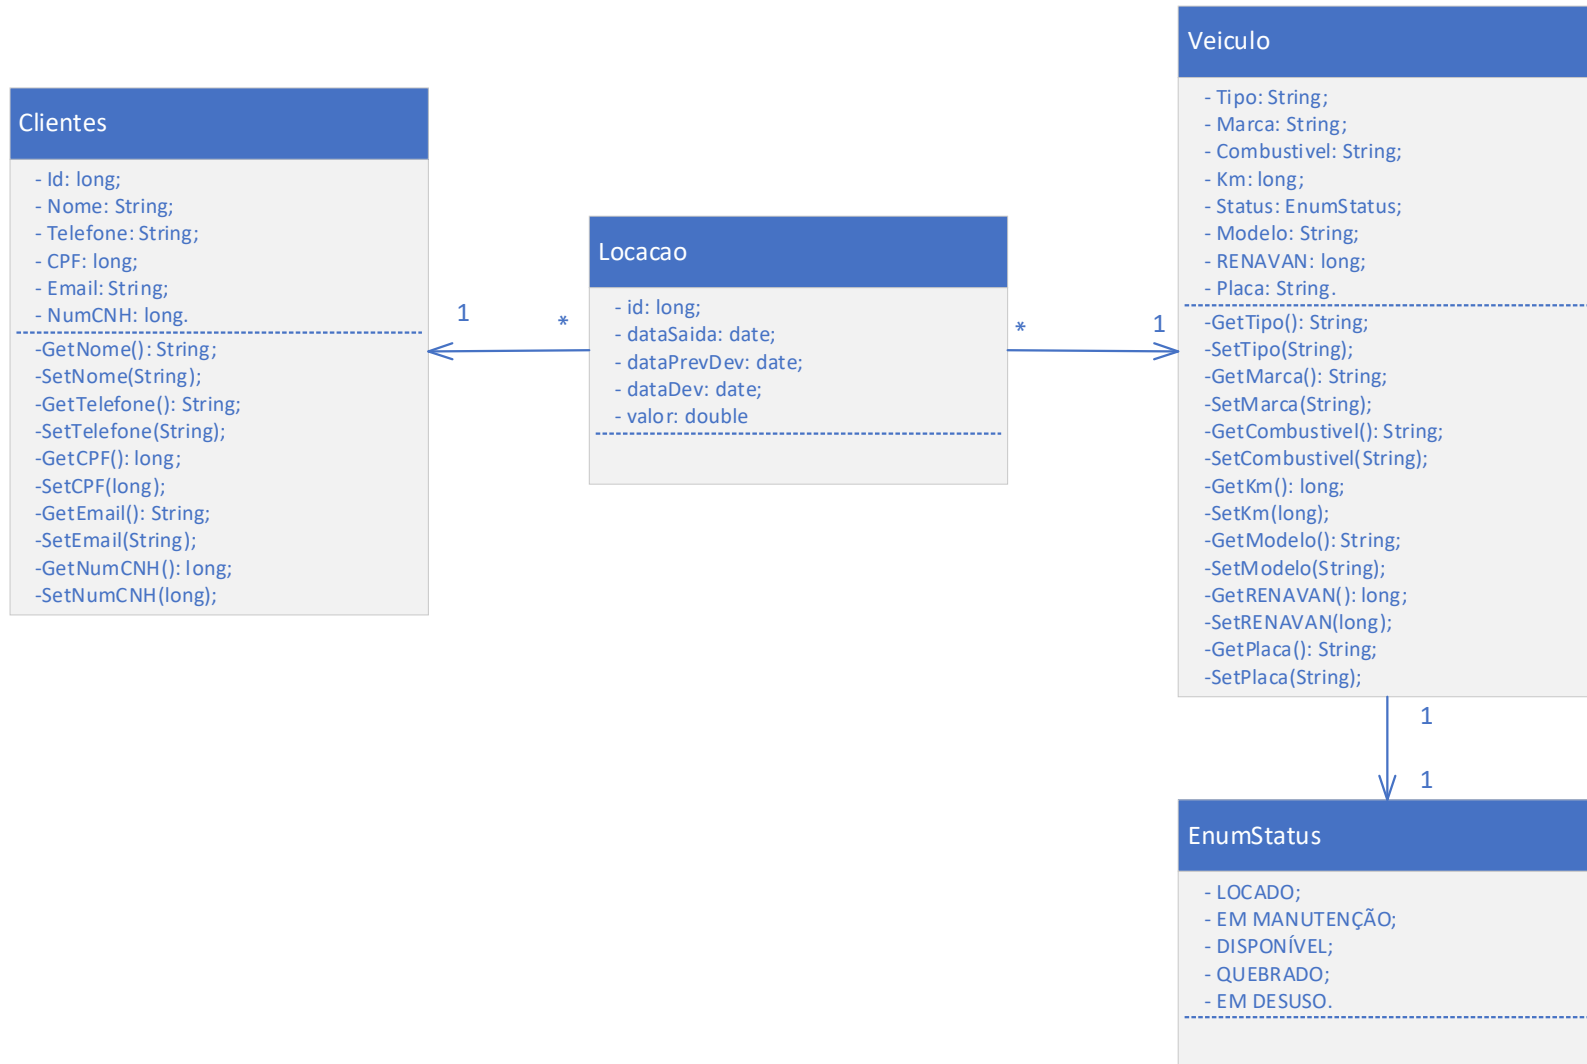 Clientes
- Id: long;
- Nome: String;
- Telefone: String;
- CPF: long;
- Email: String;
- NumCNH: long.
-GetNome(): String;
-SetNome(String);
-GetTelefone(): String;
-SetTelefone(String);
-GetCPF(): long;
-SetCPF(long);
-GetEmail(): String;
-SetEmail(String);
-GetNumCNH(): long;
-SetNumCNH(long);
1
*
Locacao
- id: long;
- dataSaida: date;
- dataPrevDev: date;
- dataDev: date;
- valor: double
*
1
Veiculo
- Tipo: String;
- Marca: String;
- Combustivel: String;
- Km: long;
- Status: EnumStatus;
- Modelo: String;
- RENAVAN: long;
- Placa: String.
-GetTipo(): String;
-SetTipo(String);
-GetMarca(): String;
-SetMarca(String);
-GetCombustivel(): String;
-SetCombustivel(String);
-GetKm(): long;
-SetKm(long);
-GetModelo(): String;
-SetModelo(String);
-GetRENAVAN(): long;
-SetRENAVAN(long);
-GetPlaca(): String;
-SetPlaca(String);
1
1
EnumStatus
- LOCADO;
- EM MANUTENÇÃO;
- DISPONÍVEL;
- QUEBRADO;
- EM DESUSO.